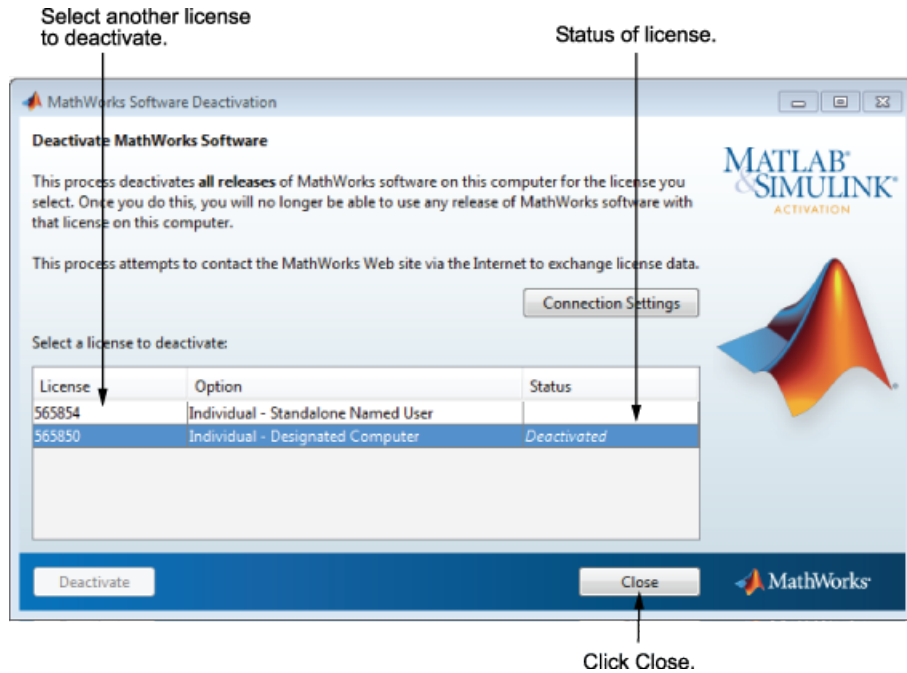 Select another license
to deactivate.
Status of license.
MathWorks Software Deactivation
Deactivate MathWorks Software
This process deactivates all releases of MathWorks software on this computer for the license you
select. Once you do this, you will no longer be able to use any release of MathWorks software with
that license on this computer.
This process attempts to contact the MathWorks Web site via the Internet to exchange license data.
MATLAB®
&SIMULINK®
ACTIVATION
Connection Settings
Select a license to deactivate:
License Option Status
565854 Individual - Standalone Named User
565850 Individual - Designated Computer Deactivated
Deactivate Close MathWorks®
Click Close.